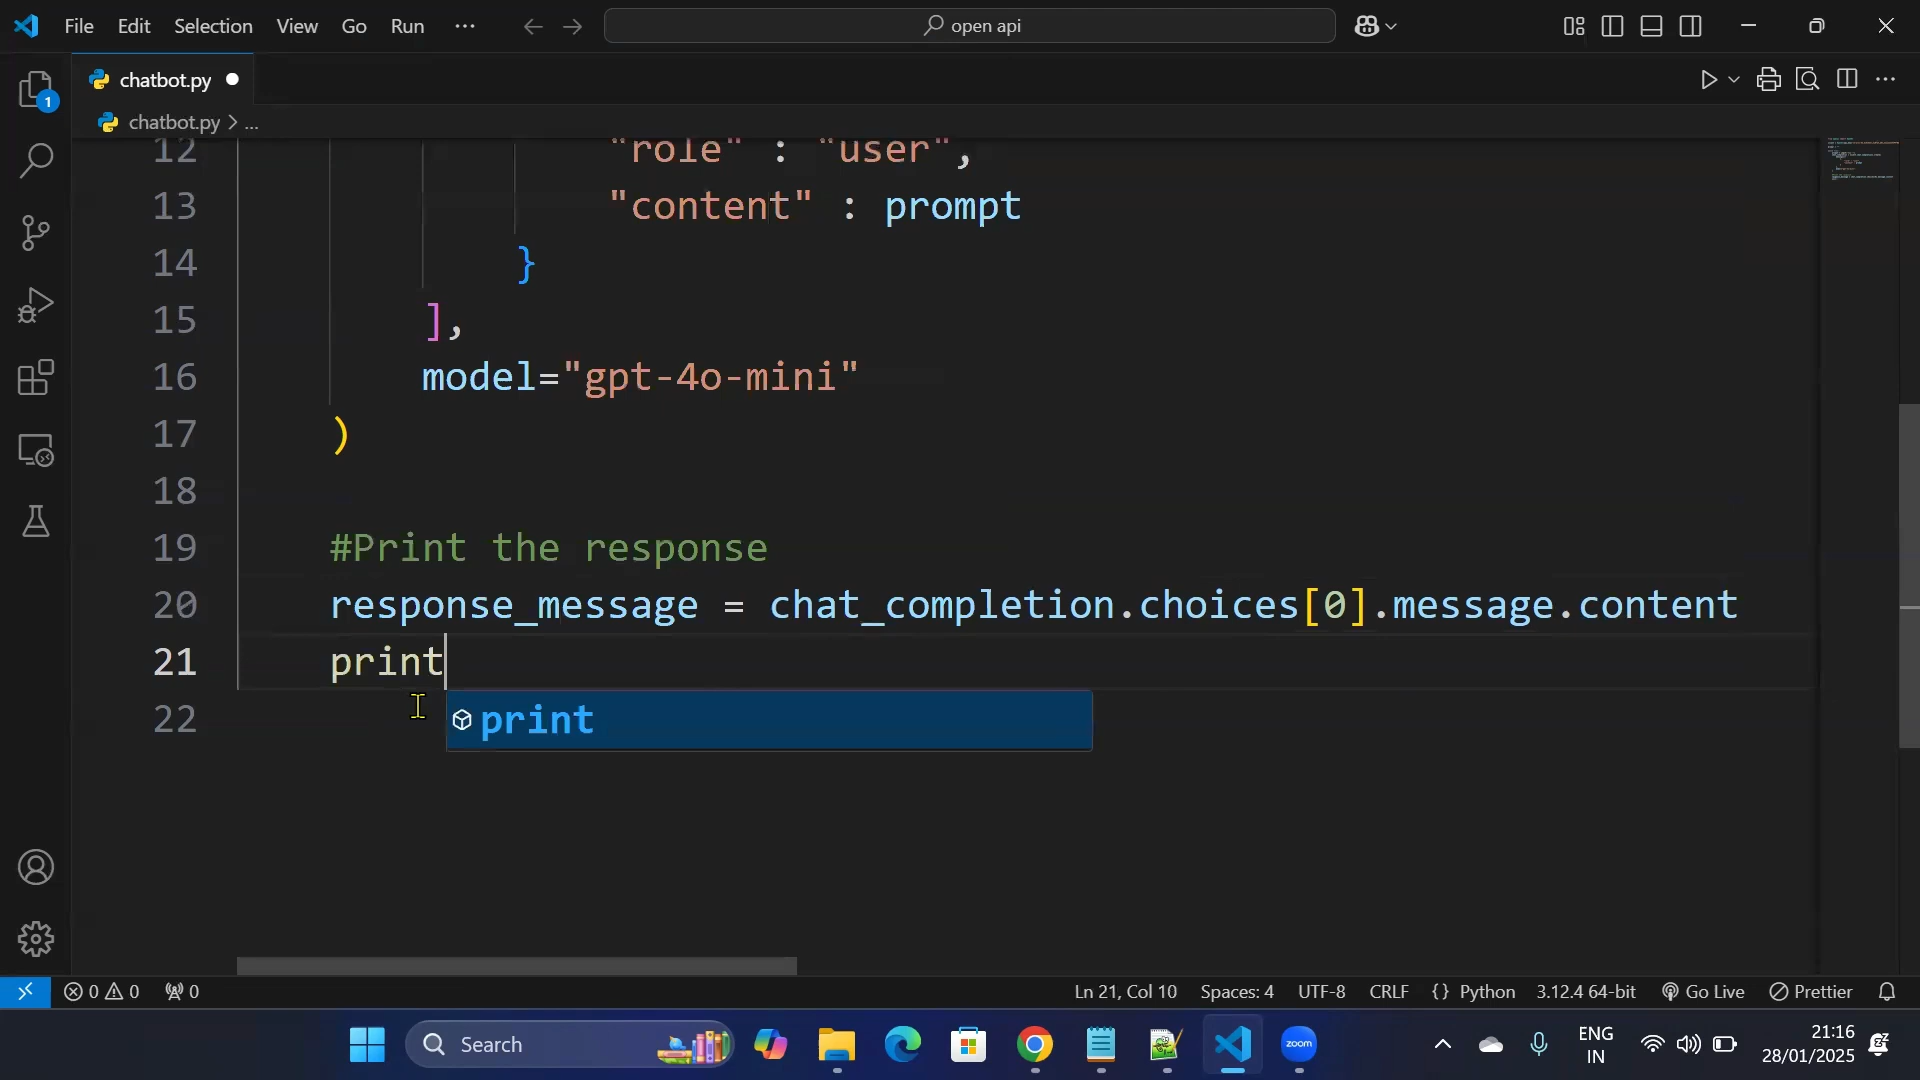 File Edit Selection View Go Run ··· open api
chatbot.py
chatbot.py > ...
12 "role" : "user",
13 "content" : prompt
14 }
15 ],
16 model="gpt-4o-mini"
17 )
18
19 #Print the response
20 response_message = chat_completion.choices[0].message.content
21 print
22 print
1
0 0 0 Ln 21, Col 10 Spaces: 4 UTF-8 CRLF {} Python 3.12.4 64-bit Go Live Prettier
Search zoom ENG 21:16
IN 28/01/2025